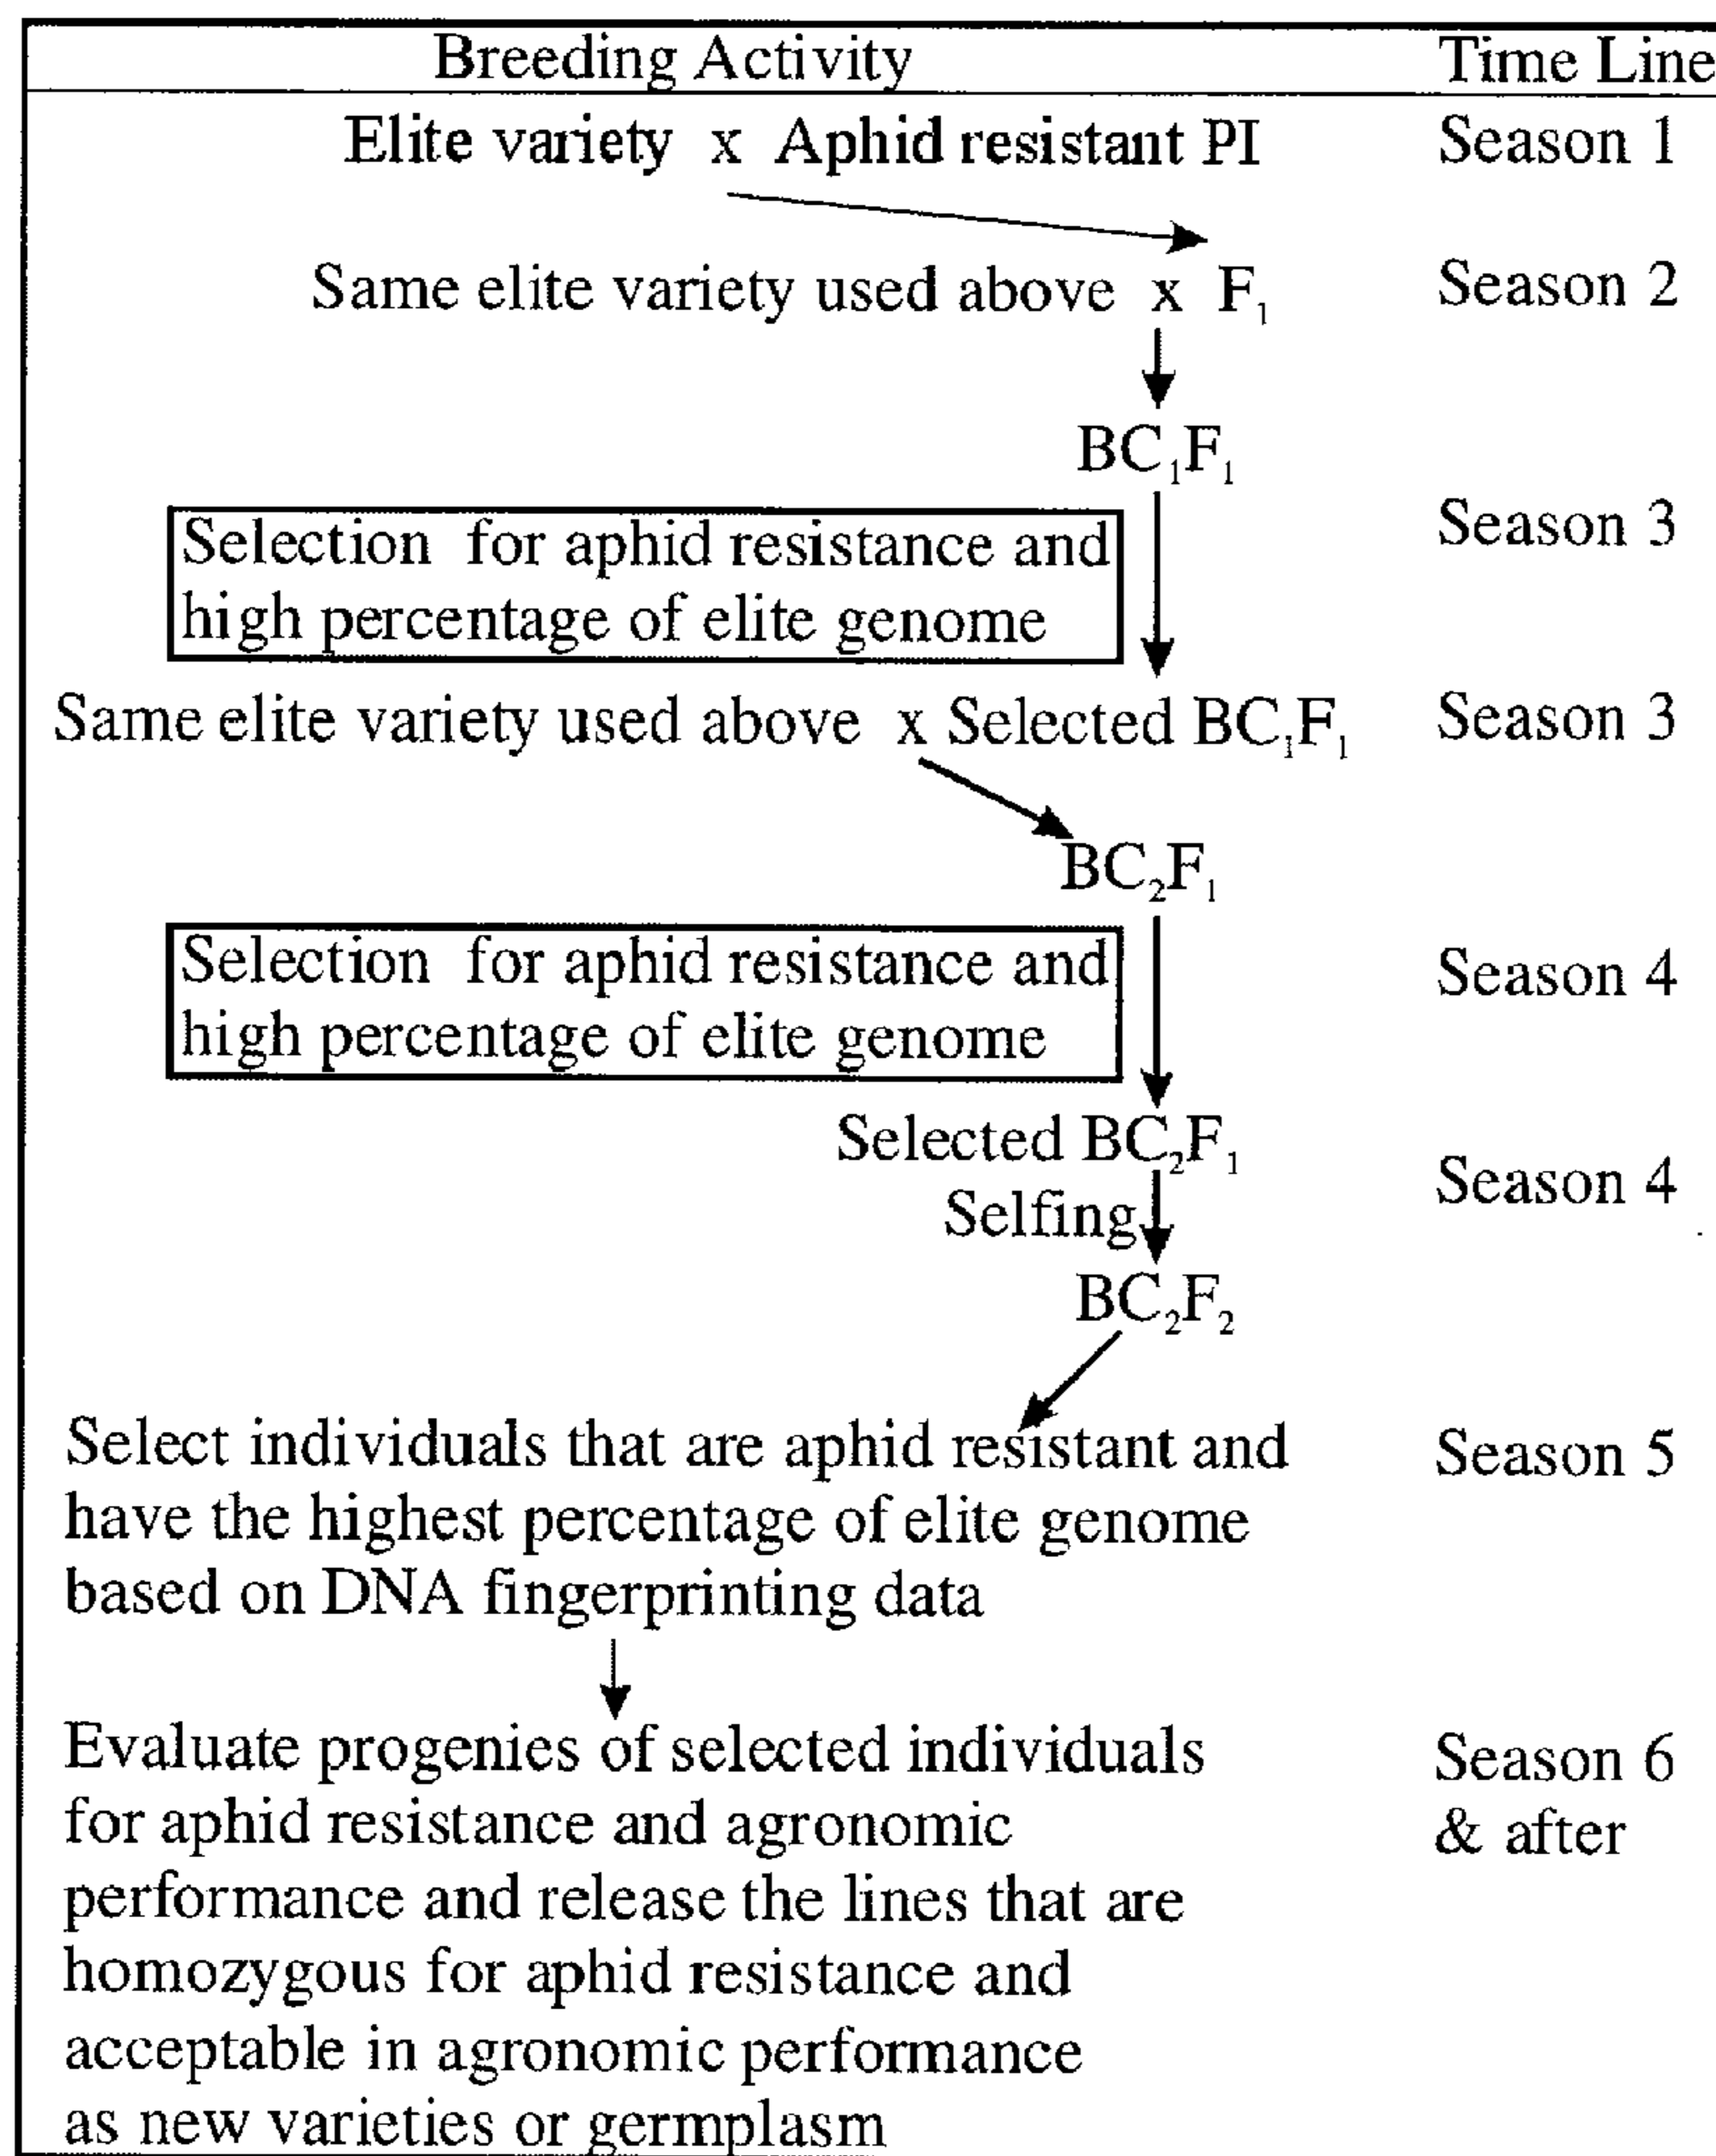 Breeding Activity Time Line
Elite variety x Aphid resistant PI Season 1
Same elite variety used above x F₁ Season 2
BC₁F₁
Selection for aphid resistance and
high percentage of elite genome
Season 3
Same elite variety used above x Selected BC₁F₁ Season 3
BC₂F₁
Selection for aphid resistance and
high percentage of elite genome
Season 4
Selected BC₂F₁
Season 4
Selfing
BC₂F₂
Select individuals that are aphid resistant and Season 5
have the highest percentage of elite genome
based on DNA fingerprinting data
Evaluate progenies of selected individuals Season 6
for aphid resistance and agronomic & after
performance and release the lines that are
homozygous for aphid resistance and
acceptable in agronomic performance
as new varieties or germplasm